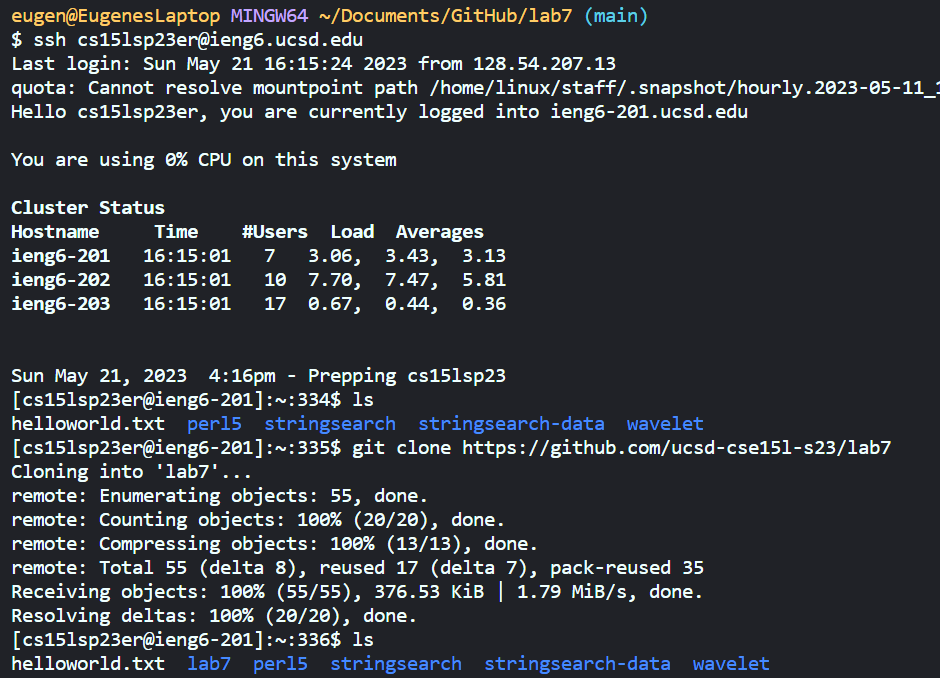 eugen@EugenesLaptop MINGW64 ~/Documents/GitHub/lab7 (main)
$ ssh cs15lsp23er@ieng6.ucsd.edu
Last login: Sun May 21 16:15:24 2023 from 128.54.207.13
quota: Cannot resolve mountpoint path /home/linux/staff/.snapshot/hourly.2023-05-11_
Hello cs15lsp23er, you are currently logged into ieng6-201.ucsd.edu

You are using 0% CPU on this system

Cluster Status
Hostname     Time    #Users  Load  Averages
ieng6-201   16:15:01   7   3.06,  3.43,  3.13
ieng6-202   16:15:01   10  7.70,  7.47,  5.81
ieng6-203   16:15:01   17  0.67,  0.44,  0.36

Sun May 21, 2023  4:16pm - Prepping cs15lsp23
[cs15lsp23er@ieng6-201]:~:334$ ls
helloworld.txt  perl5  stringsearch  stringsearch-data  wavelet
[cs15lsp23er@ieng6-201]:~:335$ git clone https://github.com/ucsd-cse15l-s23/lab7
Cloning into 'lab7'...
remote: Enumerating objects: 55, done.
remote: Counting objects: 100% (20/20), done.
remote: Compressing objects: 100% (13/13), done.
remote: Total 55 (delta 8), reused 17 (delta 7), pack-reused 35
Receiving objects: 100% (55/55), 376.53 KiB | 1.79 MiB/s, done.
Resolving deltas: 100% (20/20), done.
[cs15lsp23er@ieng6-201]:~:336$ ls
helloworld.txt  lab7  perl5  stringsearch  stringsearch-data  wavelet